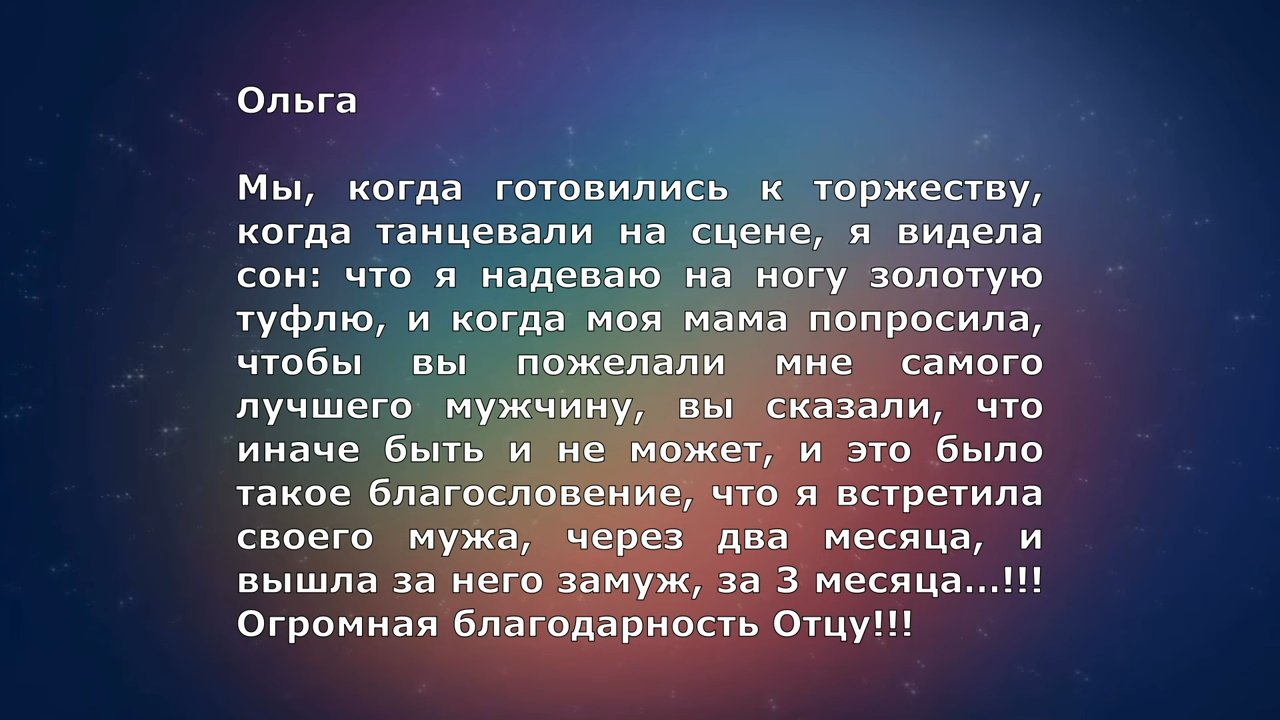 Ольга
Мы, когда готовились к торжеству,
когда танцевали на сцене, я видела
сон: что я надеваю на ногу золотую
туфлю, и когда моя мама попросила,
чтобы вы пожелали мне самого
лучшего мужчину, вы сказали, что
иначе быть и не может, и это было
такое благословение, что я встретила
своего мужа, через два месяца, и
вышла за него замуж, за 3 месяца...!!!
Огромная благодарность Отцу!!!